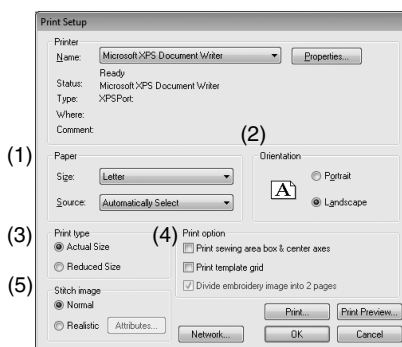 Print Setup
Printer
Name: Microsoft XPS Document Writer Properties...
Status: Ready
Microsoft XPS Document Writer
Type: XPSPort:
Where:
Comment:
(1) (2)
Paper Orientation
Size: Letter Portrait
A
Source: Automatically Select Landscape
(3) (4)
Print type Print option
Actual Size Print sewing area box & center axes
Reduced Size Print template grid
(5) Divide embroidery image into 2 pages
Stitch image
Normal Print... Print Preview...
Realistic Attributes... Network... OK Cancel